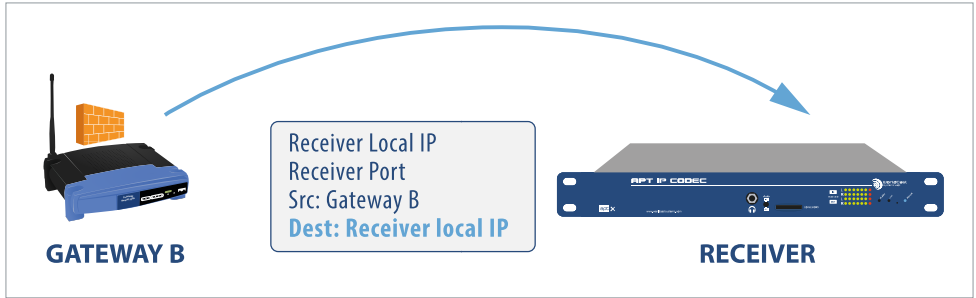 Receiver Local IP
Receiver Port
Src: Gateway B
Dest: Receiver local IP
APT IP CODEC
GATEWAY B
RECEIVER